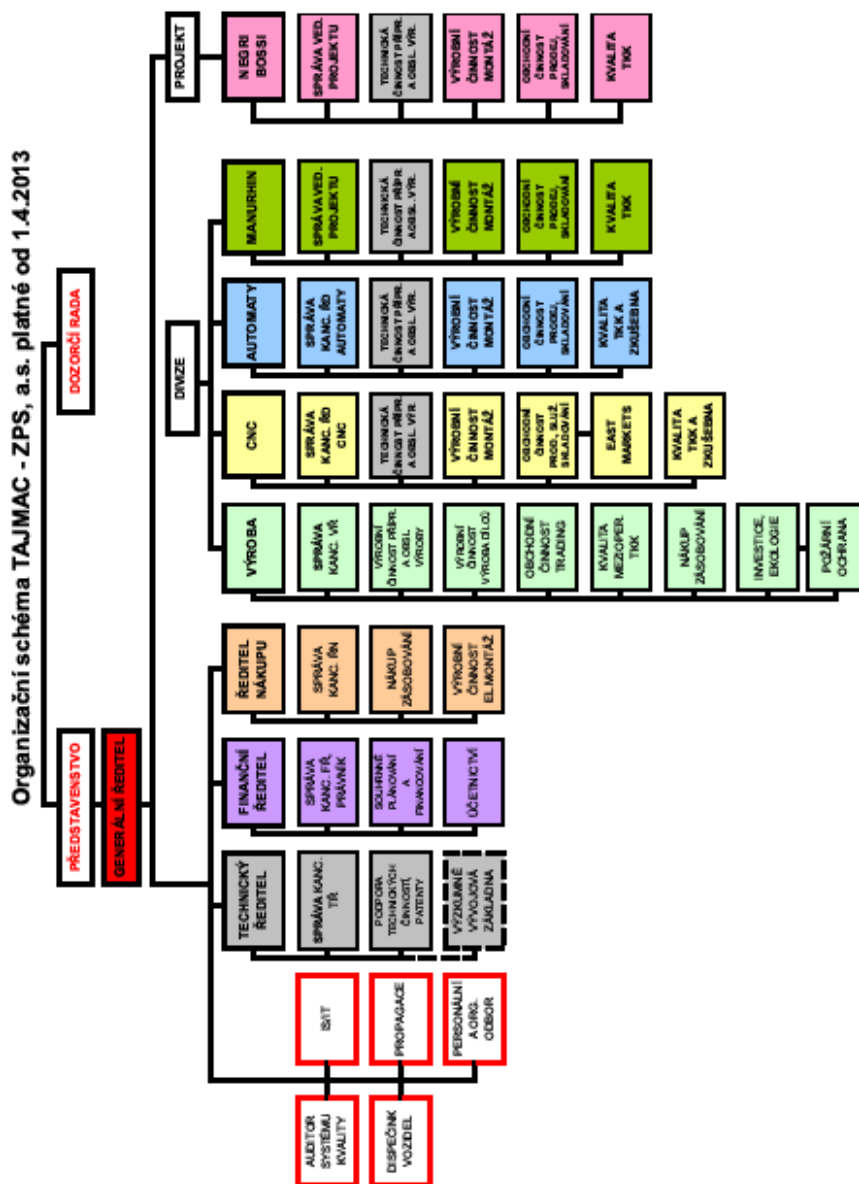 Organizační schéma TAJMAC - ZPS, a.s. platné od 1.4.2013
PŘEDSTAVENSTVO
DOZORČÍ RADA
GENERÁLNÍ ŘEDITEL
DIVIZE
PROJEKT
AUDITOR
SYSTÉMU
KVALITY
DISPEČINK
VOZIDEL
IS/IT
PROPAGACE
PERSONÁLNÍ
A ORG.
ODBOR
TECHNICKÝ
ŘEDITEL
SPRÁVA KANC.
TŘ
PODPORA
TECHNICKÝCH
ČINNOSTÍ,
PATENTY
VÝZKUMNĚ
VÝVOJOVÁ
ZÁKLADNA
FINANČNÍ
ŘEDITEL
SPRÁVA
KANC. FŘ,
PRÁVNÍK
SOUHRNNÉ
PLÁNOVÁNÍ
A
FINANCOVÁNÍ
ÚČETNICTVÍ
ŘEDITEL
NÁKUPU
SPRÁVA
KANC. ŘN
NÁKUP
ZÁSOBOVÁNÍ
VÝROBNÍ
ČINNOST
EL.MONTÁŽ
VÝROBA
SPRÁVA
KANC. VŘ
VÝROBNÍ
ČINNOST PŘÍPR.
A OBSL.
VÝROBY
VÝROBNÍ
ČINNOST
VÝROBA DÍLCŮ
OBCHODNÍ
ČINNOST
TRADING
KVALITA
MEZIOPER.
TKK
NÁKUP
ZÁSOBOVÁNÍ
INVESTICE,
EKOLOGIE
POŽÁRNÍ
OCHRANA
CNC
SPRÁVA
KANC. ŘD
CNC
TECHNICKÁ
ČINNOST PŘÍPR.
A OBSL. VÝR.
VÝROBNÍ
ČINNOST
MONTÁŽ
OBCHODNÍ
ČINNOST
PROD., SLUŽ.
SKLADOVÁNÍ
EAST
MARKETS
KVALITA
TKK A
ZKUŠEBNA
AUTOMATY
SPRÁVA
KANC. ŘD
AUTOMATY
TECHNICKÁ
ČINNOST PŘÍPR.
A OBSL. VÝR.
VÝROBNÍ
ČINNOST
MONTÁŽ
OBCHODNÍ
ČINNOST
PRODEJ,
SKLADOVÁNÍ
KVALITA
TKK A
ZKUŠEBNA
MANURHIN
SPRÁVA VED.
PROJEKTU
TECHNICKÁ
ČINNOST PŘÍPR.
A OBSL. VÝR.
VÝROBNÍ
ČINNOST
MONTÁŽ
OBCHODNÍ
ČINNOST
PRODEJ,
SKLADOVÁNÍ
KVALITA
TKK
NEGRI
BOSSI
SPRÁVA VED.
PROJEKTU
TECHNICKÁ
ČINNOST PŘÍPR.
A OBSL. VÝR.
VÝROBNÍ
ČINNOST
MONTÁŽ
OBCHODNÍ
ČINNOST
PRODEJ,
SKLADOVÁNÍ
KVALITA
TKK